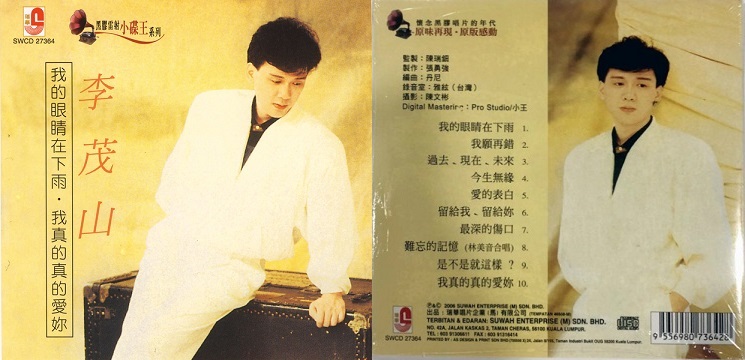 SWCD 27364
黑膠雷射小碟王系列
李茂山
我的眼睛在下雨・我真的真的愛妳
懷念黑膠唱片的年代
原味再現・原版感動
監製：陳瑞鈿
製作：張勇強
編曲：丹尼
錄音室：雅絃（台灣）
攝影：陳文彬
Digital Mastering：Pro Studio/小王
我的眼睛在下雨 1.
我願再錯 2.
過去、現在、未來 3.
今生無緣 4.
愛的表白 5.
留給我、留給妳 6.
最深的傷口 7.
難忘的記憶 (林美音合唱) 8.
是不是就這樣？ 9.
我真的真的愛妳 10.
SWCD 27364
℗&© 2006 SUWAH ENTERPRISE (M) SDN. BHD.
出品：瑞華唱片企業(馬)有限公司
TERBITAN & EDARAN: SUWAH ENTERPRISE (M) SDN. BHD.
NO. 62A, JALAN KASKAS 2, TAMAN CHERAS, 56100 KUALA LUMPUR.
9 556980 736426